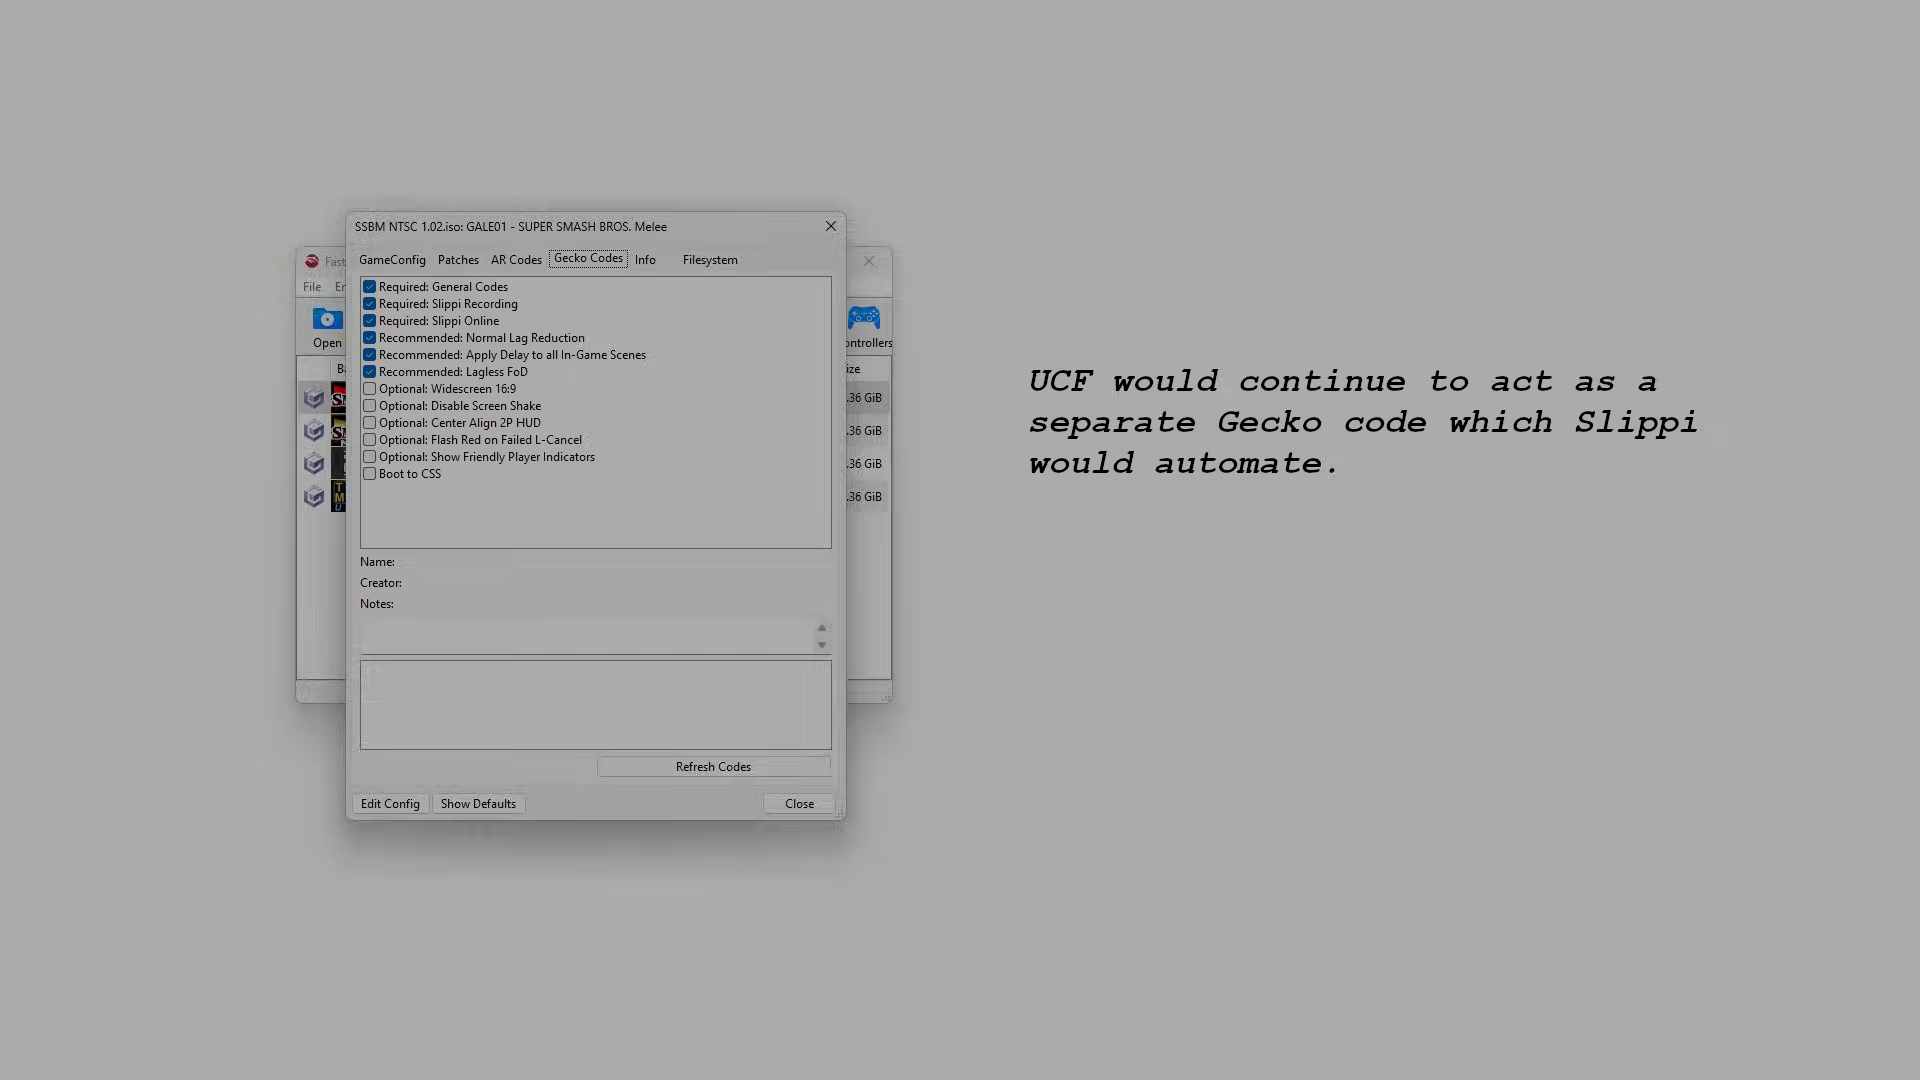 SSBM NTSC 1.02.iso: GALE01 - SUPER SMASH BROS. Melee
GameConfig Patches AR Codes Gecko Codes Info Filesystem
Fast
File
Open
Required: General Codes
Required: Slippi Recording
Required: Slippi Online
Recommended: Normal Lag Reduction
Recommended: Apply Delay to all In-Game Scenes
Recommended: Lagless FoD
Optional: Widescreen 16:9
Optional: Disable Screen Shake
Optional: Center Align 2P HUD
Optional: Flash Red on Failed L-Cancel
Optional: Show Friendly Player Indicators
Boot to CSS
Name:
Creator:
Notes:
Refresh Codes
Edit Config Show Defaults Close
ontrollers
ize
.36 GiB
.36 GiB
.36 GiB
.36 GiB
UCF would continue to act as a
separate Gecko code which Slippi
would automate.